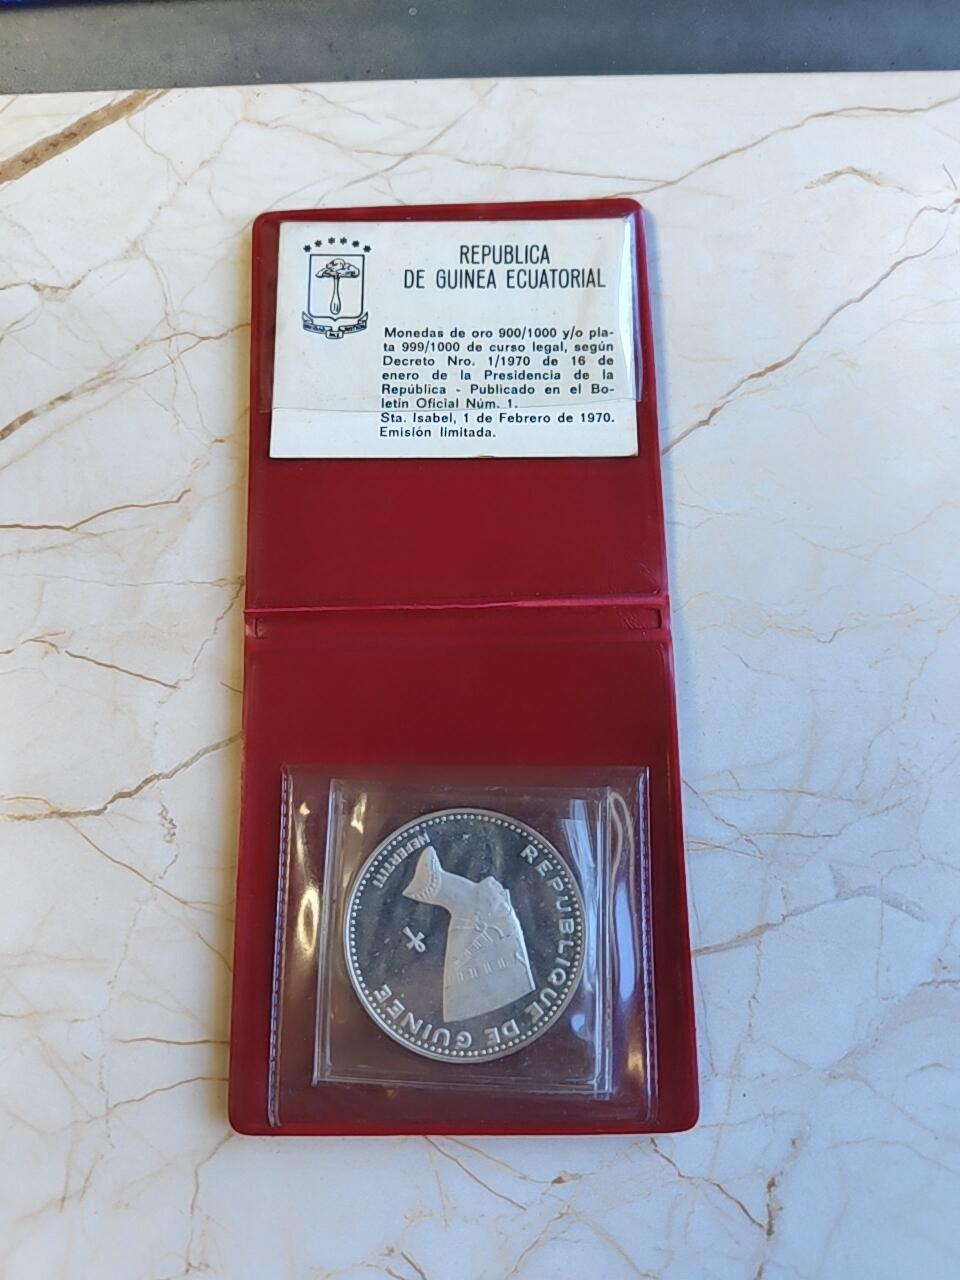 REPUBLICA
DE GUINEA ECUATORIAL
Monedas de oro 900/1000 y/o pla-
ta 999/1000 de curso legal, según
Decreto Nro. 1/1970 de 16 de
enero de la Presidencia de la
República - Publicado en el Bo-
letín Oficial Núm. 1.
Sta. Isabel, 1 de Febrero de 1970.
Emisión limitada.
REPUBLIQUE DE GUINEE
NEFERTITI